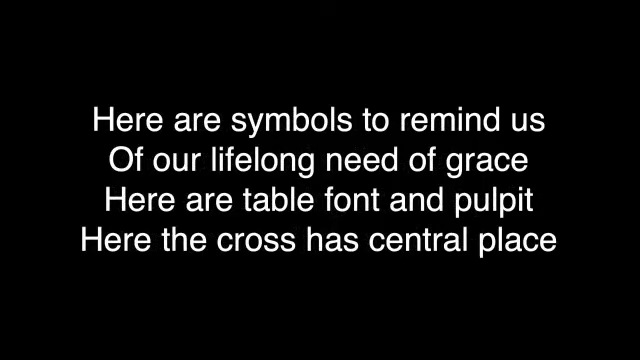 Here are symbols to remind us
Of our lifelong need of grace
Here are table font and pulpit
Here the cross has central place